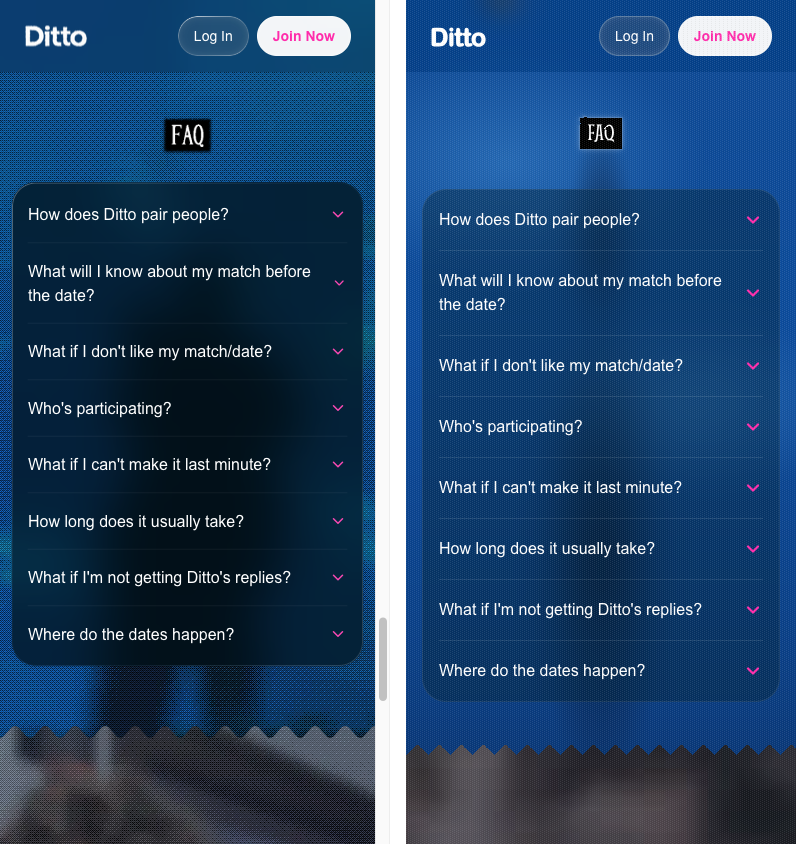 Ditto
Log In
Join Now
FAQ
How does Ditto pair people?
What will I know about my match before
the date?
What if I don't like my match/date?
Who's participating?
What if I can't make it last minute?
How long does it usually take?
What if I'm not getting Ditto's replies?
Where do the dates happen?
Ditto
Log In
Join Now
FAQ
How does Ditto pair people?
What will I know about my match before
the date?
What if I don't like my match/date?
Who's participating?
What if I can't make it last minute?
How long does it usually take?
What if I'm not getting Ditto's replies?
Where do the dates happen?